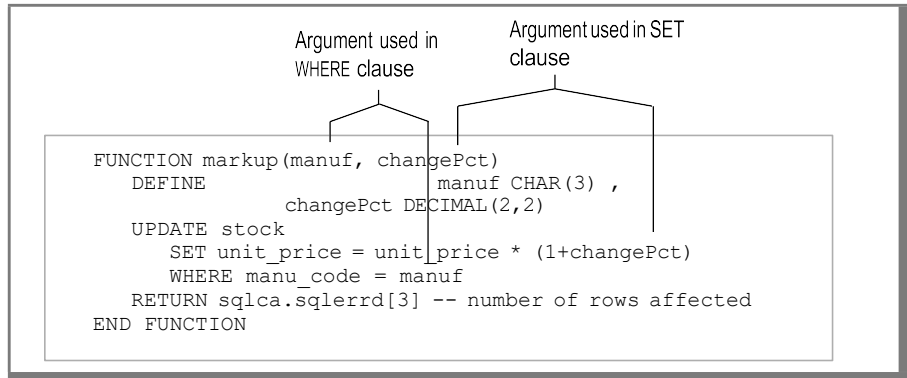 Argument used in
WHERE clause
Argument used in SET
clause
FUNCTION markup(manuf, changePct)
DEFINE manuf CHAR(3) ,
changePct DECIMAL(2,2)
UPDATE stock
SET unit_price = unit_price * (1+changePct)
WHERE manu_code = manuf
RETURN sqlca.sqlerrd[3] -- number of rows affected
END FUNCTION